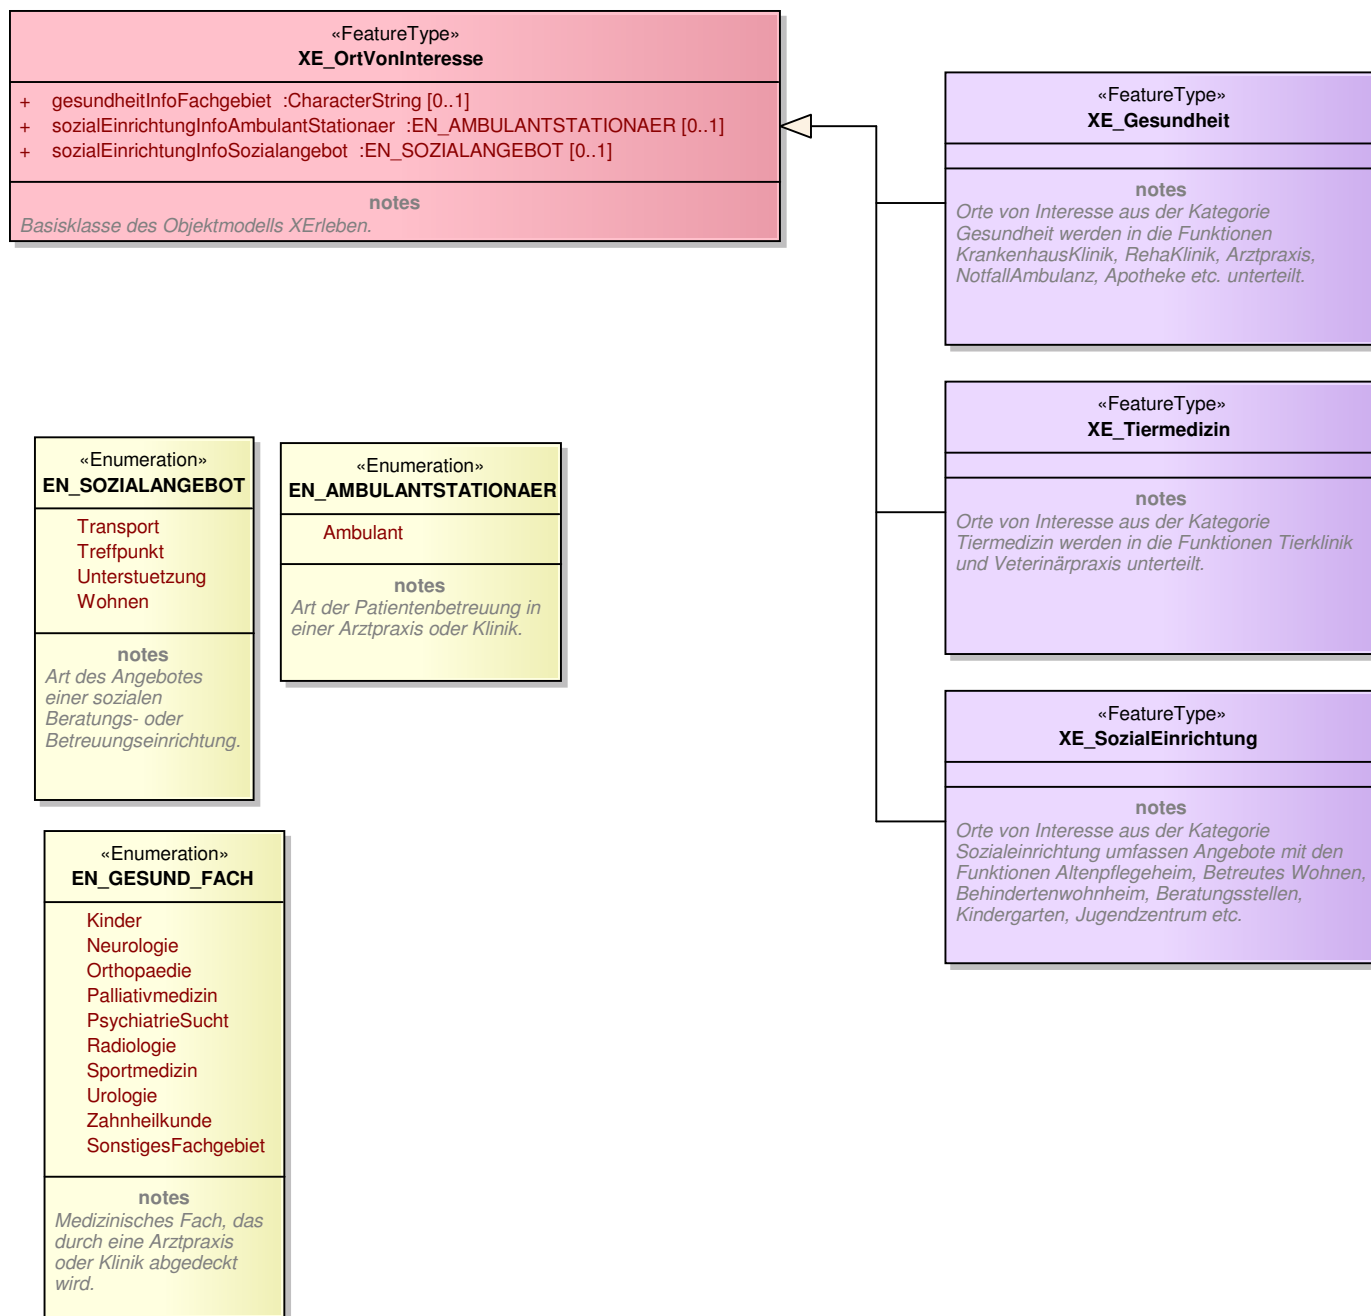 «FeatureType»
XE_OrtVonInteresse
+ gesundheitInfoFachgebiet :CharacterString [0..1]
+ sozialEinrichtungInfoAmbulantStationaer :EN_AMBULANTSTATIONAER [0..1]
+ sozialEinrichtungInfoSozialangebot :EN_SOZIALANGEBOT [0..1]
notes
Basisklasse des Objektmodells XErleben.
«FeatureType»
XE_Gesundheit
notes
Orte von Interesse aus der Kategorie
Gesundheit werden in die Funktionen
KrankenhausKlinik, RehaKlinik, Arztpraxis,
NotfallAmbulanz, Apotheke etc. unterteilt.
«FeatureType»
XE_Tiermedizin
notes
Orte von Interesse aus der Kategorie
Tiermedizin werden in die Funktionen Tierklinik
und Veterinärpraxis unterteilt.
«FeatureType»
XE_SozialEinrichtung
notes
Orte von Interesse aus der Kategorie
Sozialeinrichtung umfassen Angebote mit den
Funktionen Altenpflegeheim, Betreutes Wohnen,
Behindertenwohnheim, Beratungsstellen,
Kindergarten, Jugendzentrum etc.
«Enumeration»
EN_SOZIALANGEBOT
Transport
Treffpunkt
Unterstuetzung
Wohnen
notes
Art des Angebotes
einer sozialen
Beratungs- oder
Betreuungseinrichtung.
«Enumeration»
EN_AMBULANTSTATIONAER
Ambulant
notes
Art der Patientenbetreuung in
einer Arztpraxis oder Klinik.
«Enumeration»
EN_GESUND_FACH
Kinder
Neurologie
Orthopaedie
Palliativmedizin
PsychiatrieSucht
Radiologie
Sportmedizin
Urologie
Zahnheilkunde
SonstigesFachgebiet
notes
Medizinisches Fach, das
durch eine Arztpraxis
oder Klinik abgedeckt
wird.